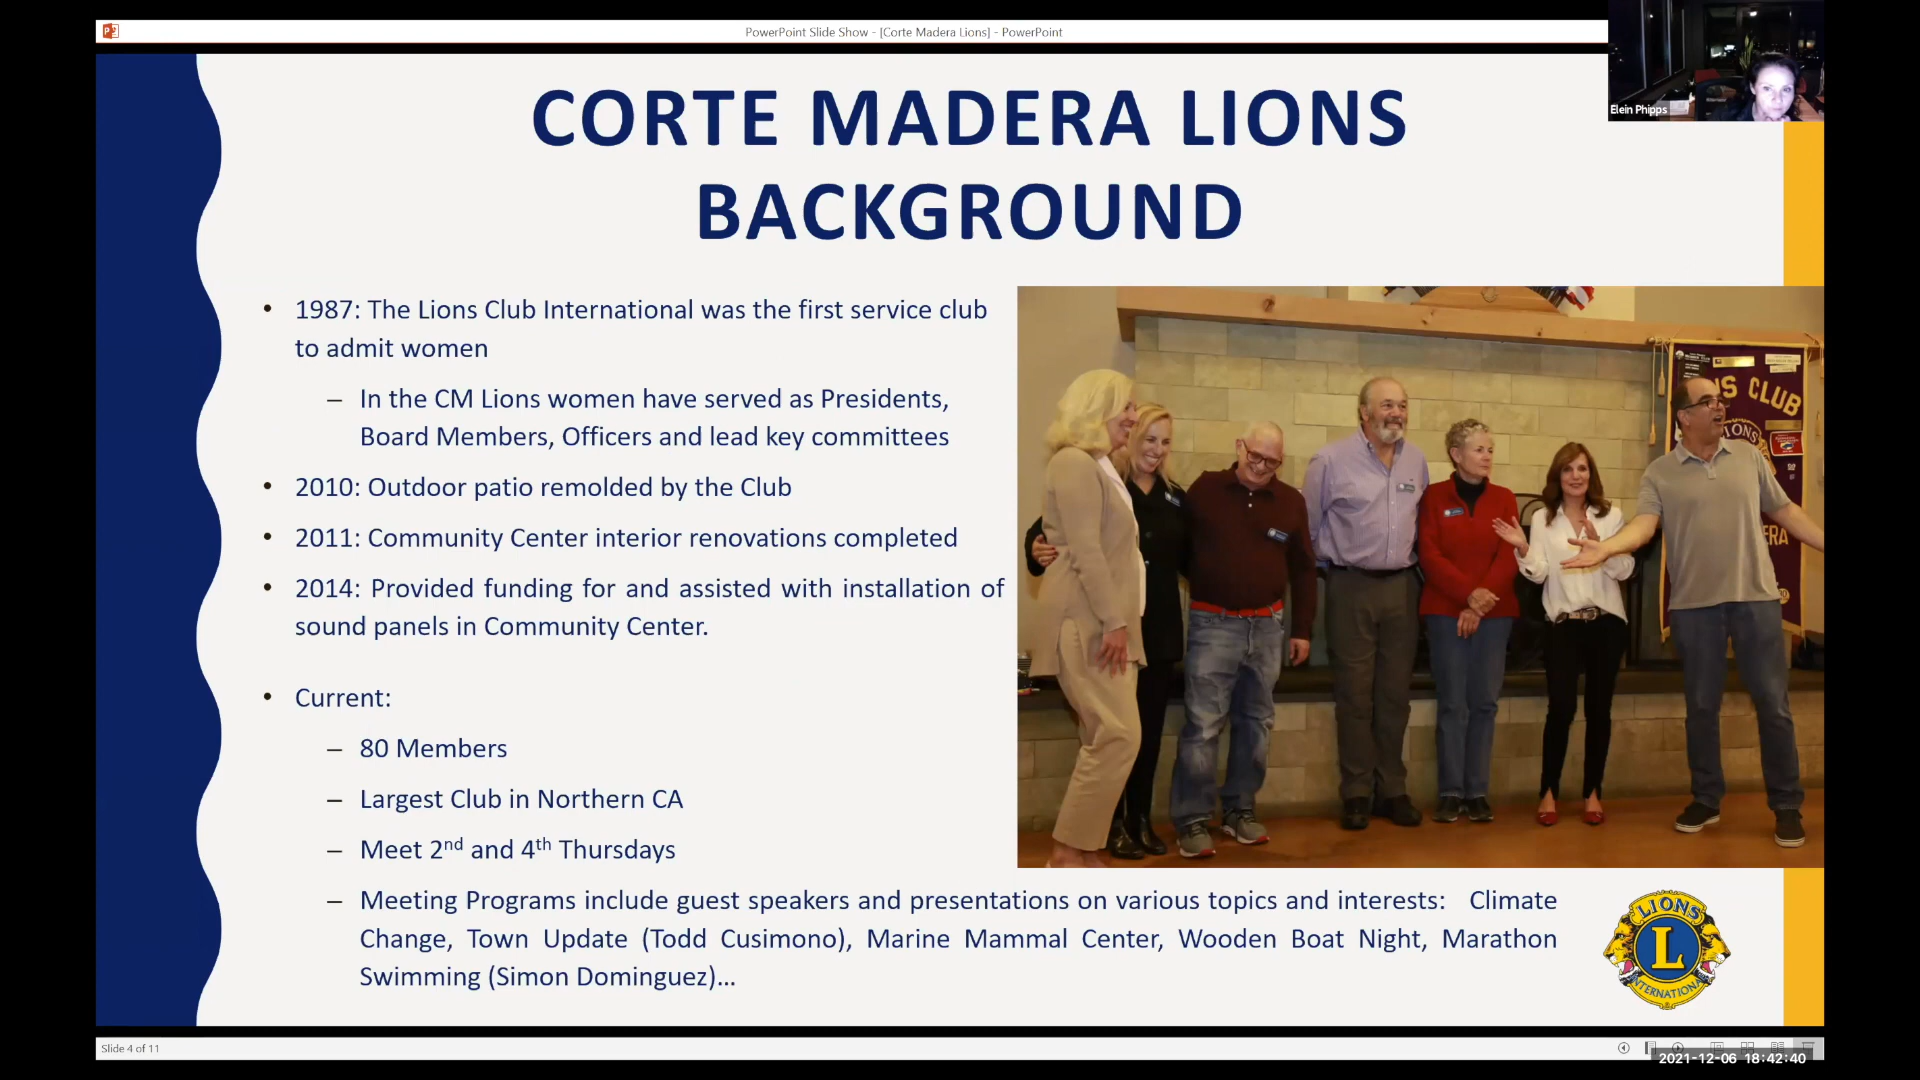 PowerPoint Slide Show - [Corte Madera Lions] - PowerPoint
Elein Phipps
CORTE MADERA LIONS
BACKGROUND
• 1987: The Lions Club International was the first service club
to admit women
– In the CM Lions women have served as Presidents,
Board Members, Officers and lead key committees
• 2010: Outdoor patio remolded by the Club
• 2011: Community Center interior renovations completed
• 2014: Provided funding for and assisted with installation of
sound panels in Community Center.
• Current:
– 80 Members
– Largest Club in Northern CA
– Meet 2nd and 4th Thursdays
– Meeting Programs include guest speakers and presentations on various topics and interests: Climate
Change, Town Update (Todd Cusimono), Marine Mammal Center, Wooden Boat Night, Marathon
Swimming (Simon Dominguez)...
NS CLUB
IONS
ERA
LIONS
L
INTERNATIONAL
Slide 4 of 11
2021-12-06 18:42:40